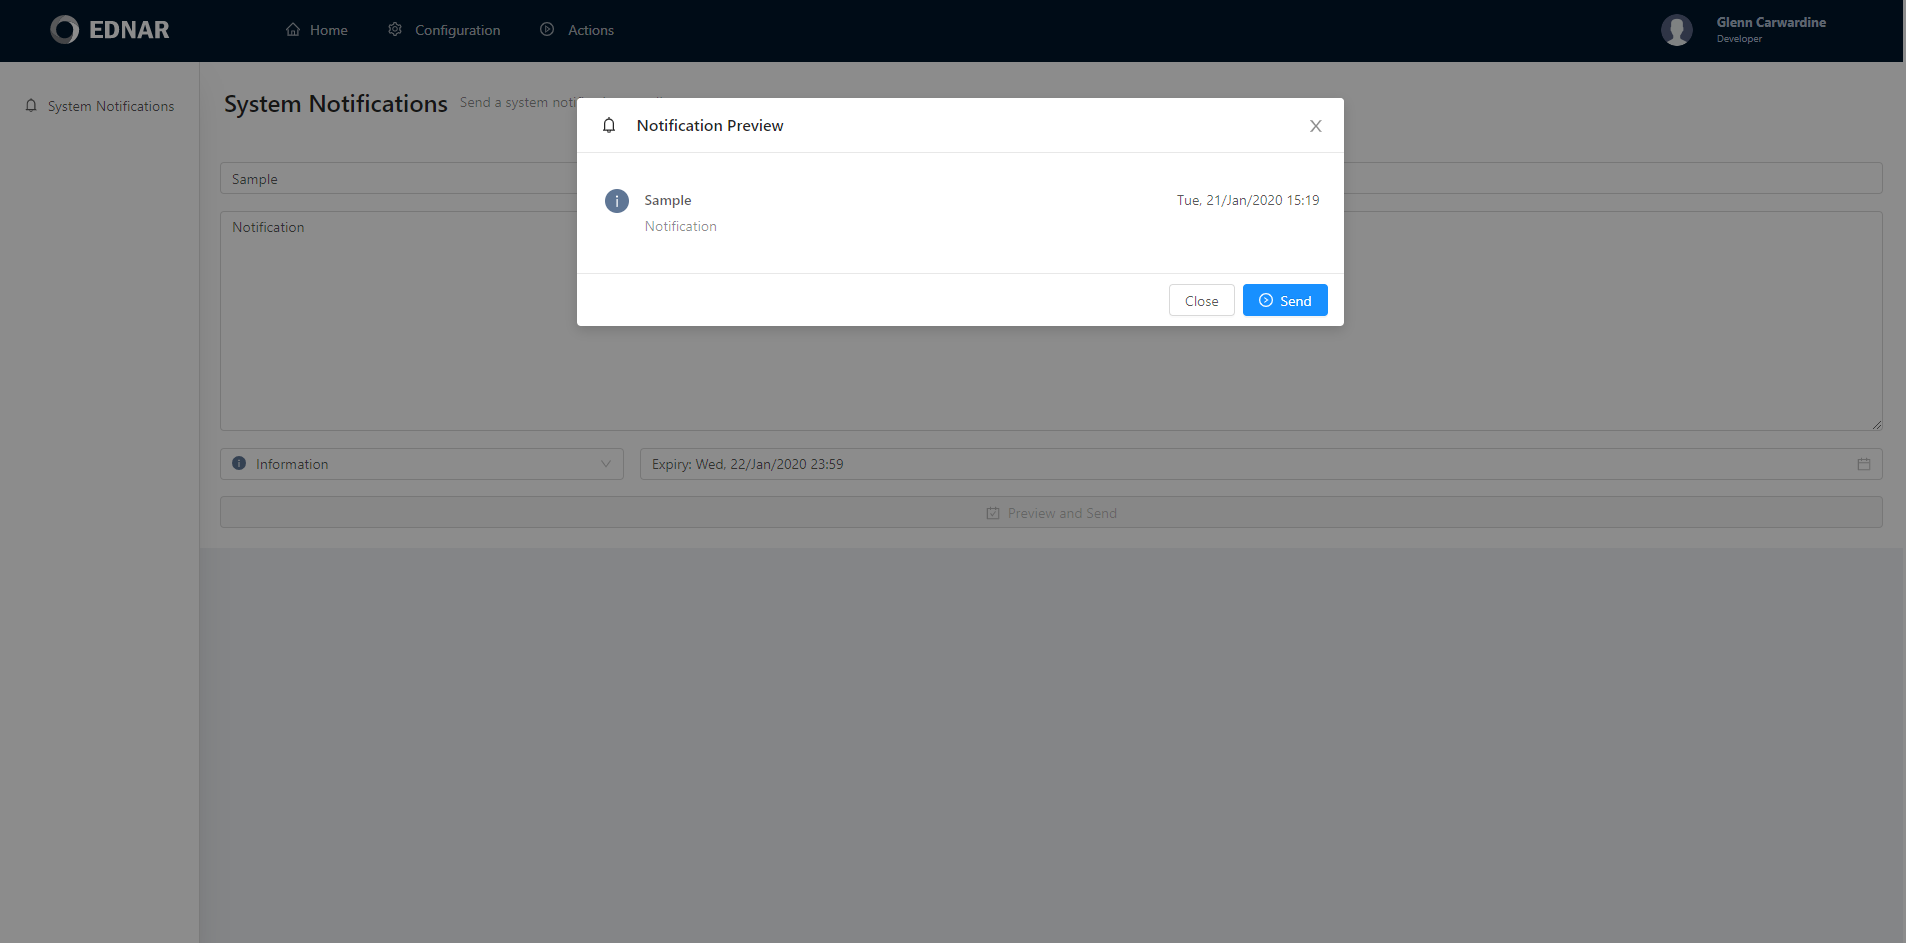 EDNAR
Home
Configuration
Actions
Glenn Carwardine
Developer
System Notifications
System Notifications
Send a system
Notification Preview
Sample
Sample
Tue, 21/Jan/2020 15:19
Notification
Notification
Close
Send
Information
Expiry: Wed, 22/Jan/2020 23:59
Preview and Send